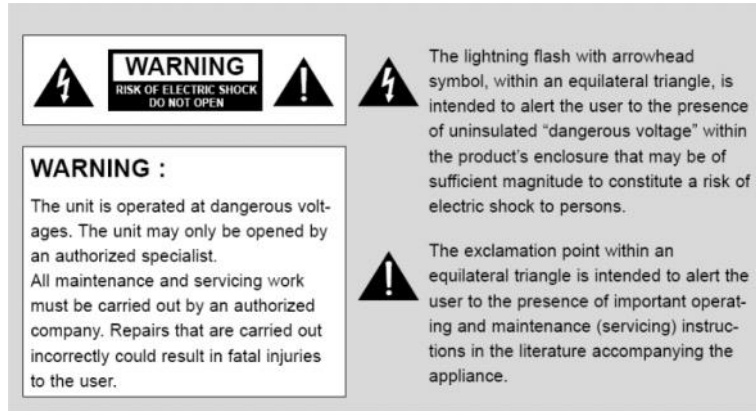 WARNING
RISK OF ELECTRIC SHOCK
DO NOT OPEN
WARNING :
The unit is operated at dangerous volt-
ages. The unit may only be opened by
an authorized specialist.
All maintenance and servicing work
must be carried out by an authorized
company. Repairs that are carried out
incorrectly could result in fatal injuries
to the user.
The lightning flash with arrowhead
symbol, within an equilateral triangle, is
intended to alert the user to the presence
of uninsulated “dangerous voltage” within
the product’s enclosure that may be of
sufficient magnitude to constitute a risk of
electric shock to persons.
The exclamation point within an
equilateral triangle is intended to alert the
user to the presence of important operat-
ing and maintenance (servicing) instruc-
tions in the literature accompanying the
appliance.